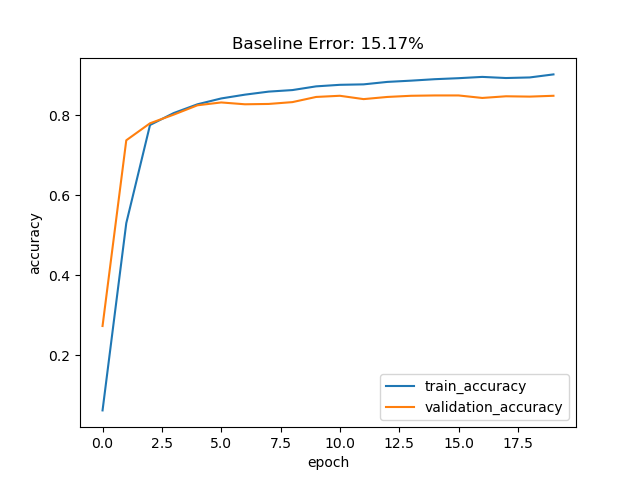 Baseline Error: 15.17%
accuracy
0.8
0.6
0.4
0.2
train_accuracy
validation_accuracy
0.0 2.5 5.0 7.5 10.0 12.5 15.0 17.5
epoch